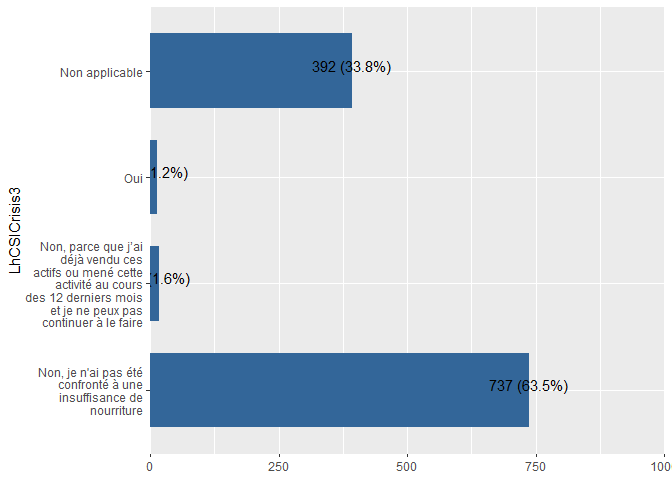 LhCSICrisis3
Non applicable
392 (33.8%)
Oui
1.2%)
Non, parce que j'ai
déjà vendu ces
actifs ou mené cette
activité au cours
des 12 derniers mois
et je ne peux pas
continuer à le faire
1.6%)
Non, je n'ai pas été
confronté à une
insuffisance de
nourriture
737 (63.5%)
0
250
500
750
100